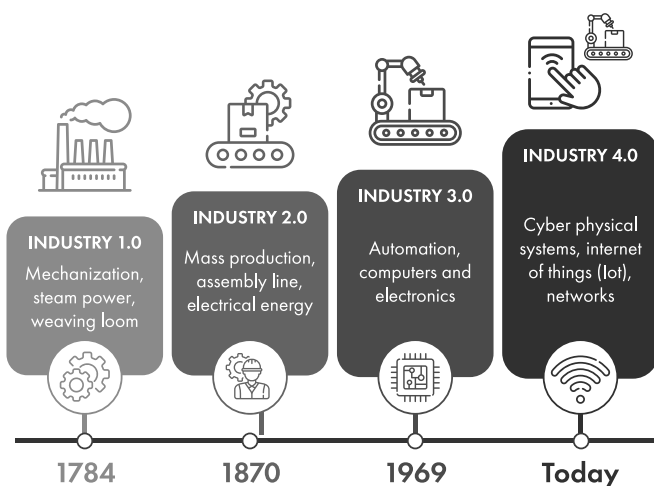 INDUSTRY 1.0
Mechanization,
steam power,
weaving loom
INDUSTRY 2.0
Mass production,
assembly line,
electrical energy
INDUSTRY 3.0
Automation,
computers and
electronics
INDUSTRY 4.0
Cyber physical
systems, internet
of things (Iot),
networks
1784
1870
1969
Today